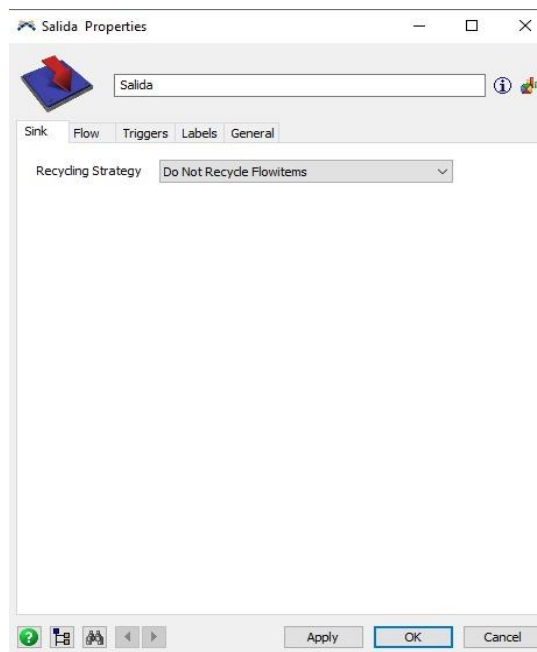 Salida Properties
Salida
Sink Flow Triggers Labels General
Recycling Strategy Do Not Recycle Flowitems
Apply OK Cancel